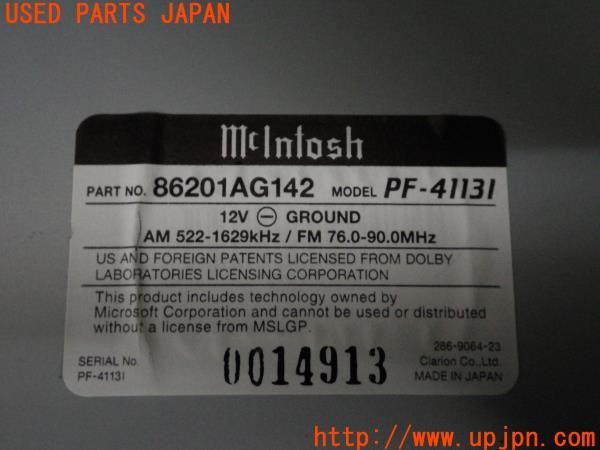 USED PARTS JAPAN
McIntosh
PART NO. 86201AG142 MODEL PF-4113I
12V ⊖ GROUND
AM 522-1629kHz / FM 76.0-90.0MHz
US AND FOREIGN PATENTS LICENSED FROM DOLBY
LABORATORIES LICENSING CORPORATION
This product includes technology owned by
Microsoft Corporation and cannot be used or distributed
without a license from MSLGP.
286-9064-23
SERIAL No. 0014913 Clarion Co.,Ltd.
PF-4113I MADE IN JAPAN
http://www.upjpn.com